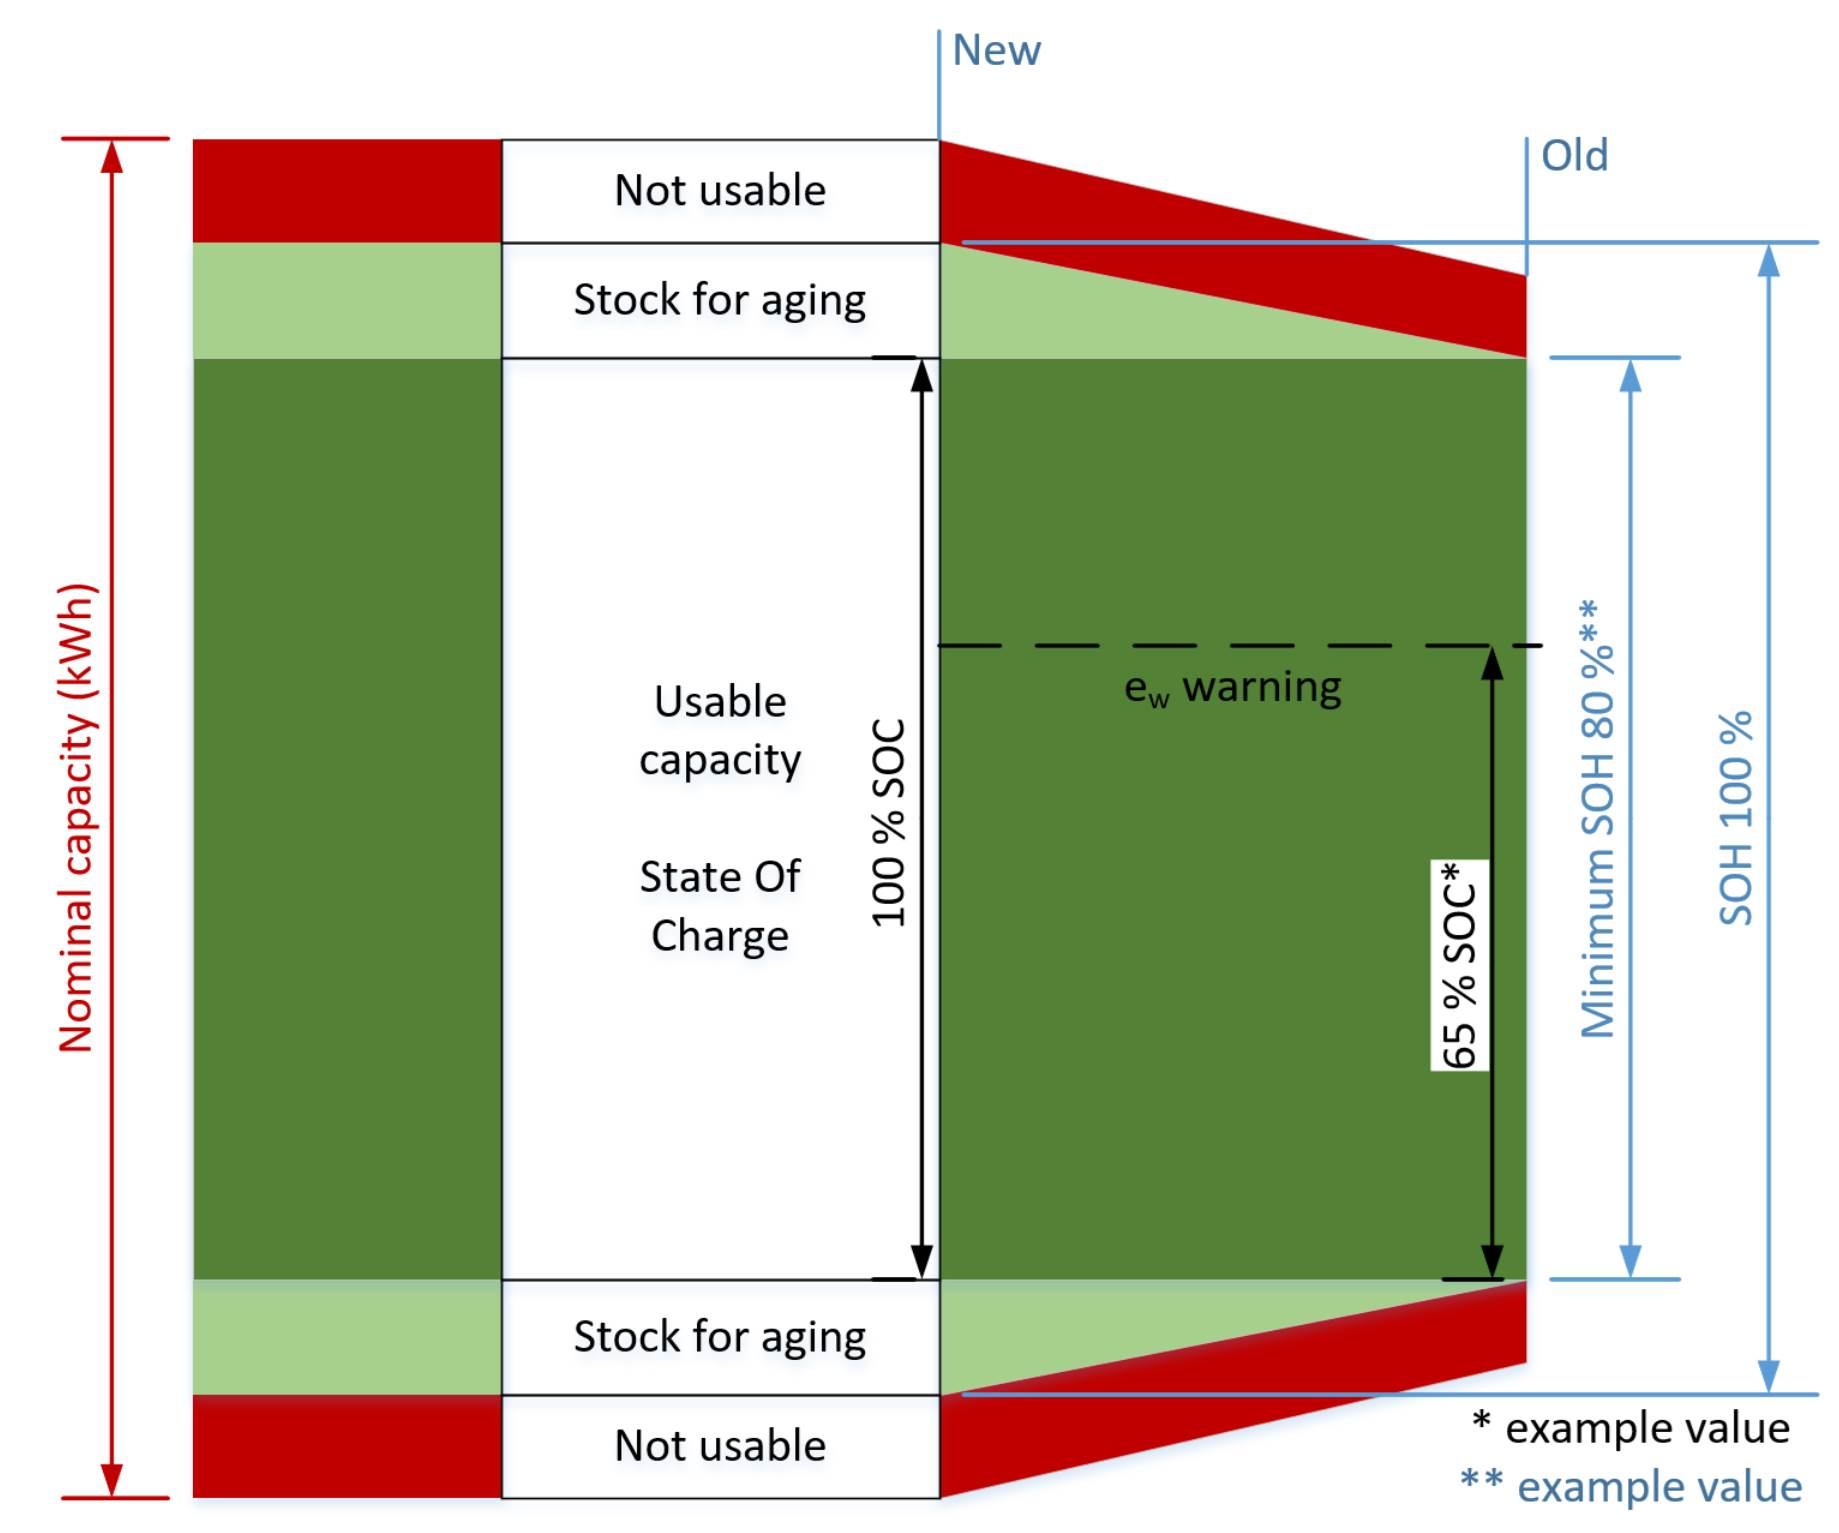 New
Old
Not usable
Stock for aging
Nominal capacity (kWh)
Usable
capacity
State Of
Charge
100 % SOC
e_w warning
65 % SOC*
Minimum SOH 80 %**
SOH 100 %
Stock for aging
Not usable
* example value
** example value